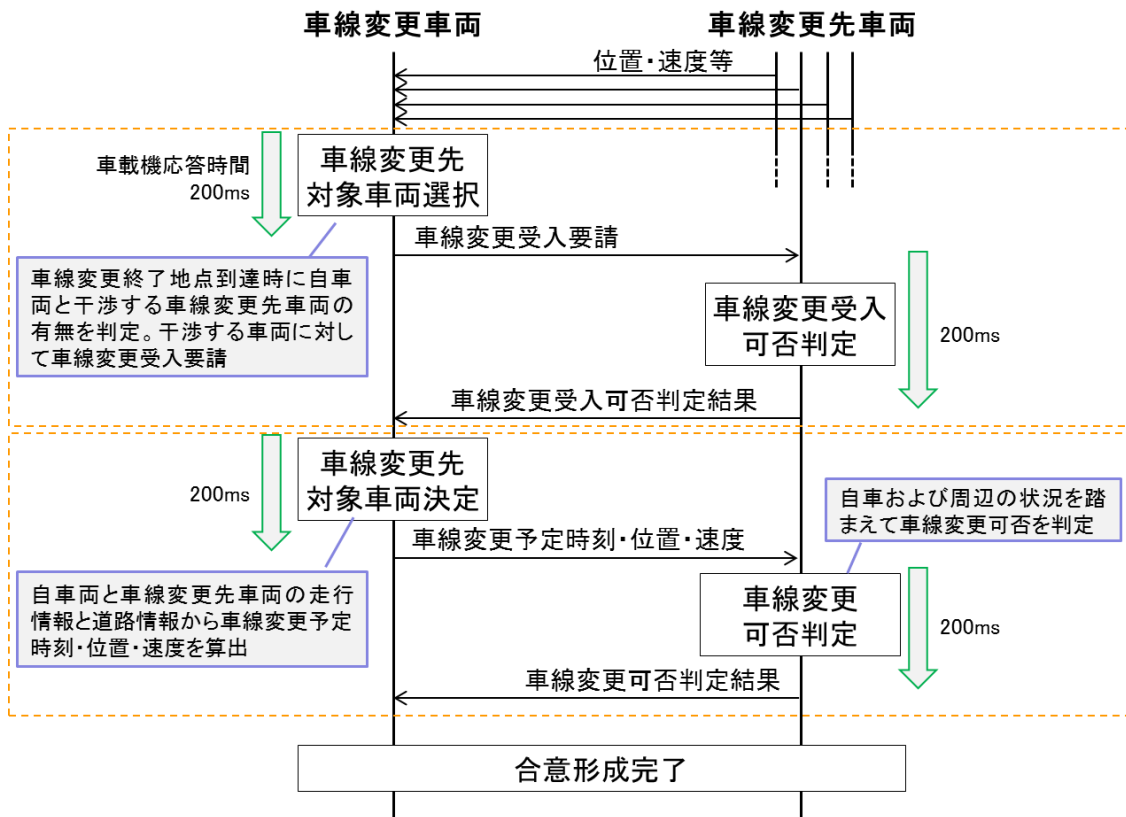 車線変更車両
車線変更先車両
位置・速度等
車載機応答時間
200ms
車線変更先
対象車両選択
車線変更受入要請
車線変更終了地点到達時に自車
両と干渉する車線変更先車両の
有無を判定。干渉する車両に対し
て車線変更受入要請
車線変更受入
可否判定
200ms
車線変更受入可否判定結果
200ms
車線変更先
対象車両決定
自車および周辺の状況を踏
まえて車線変更可否を判定
車線変更予定時刻・位置・速度
自車両と車線変更先車両の走行
情報と道路情報から車線変更予定
時刻・位置・速度を算出
車線変更
可否判定
200ms
車線変更可否判定結果
合意形成完了